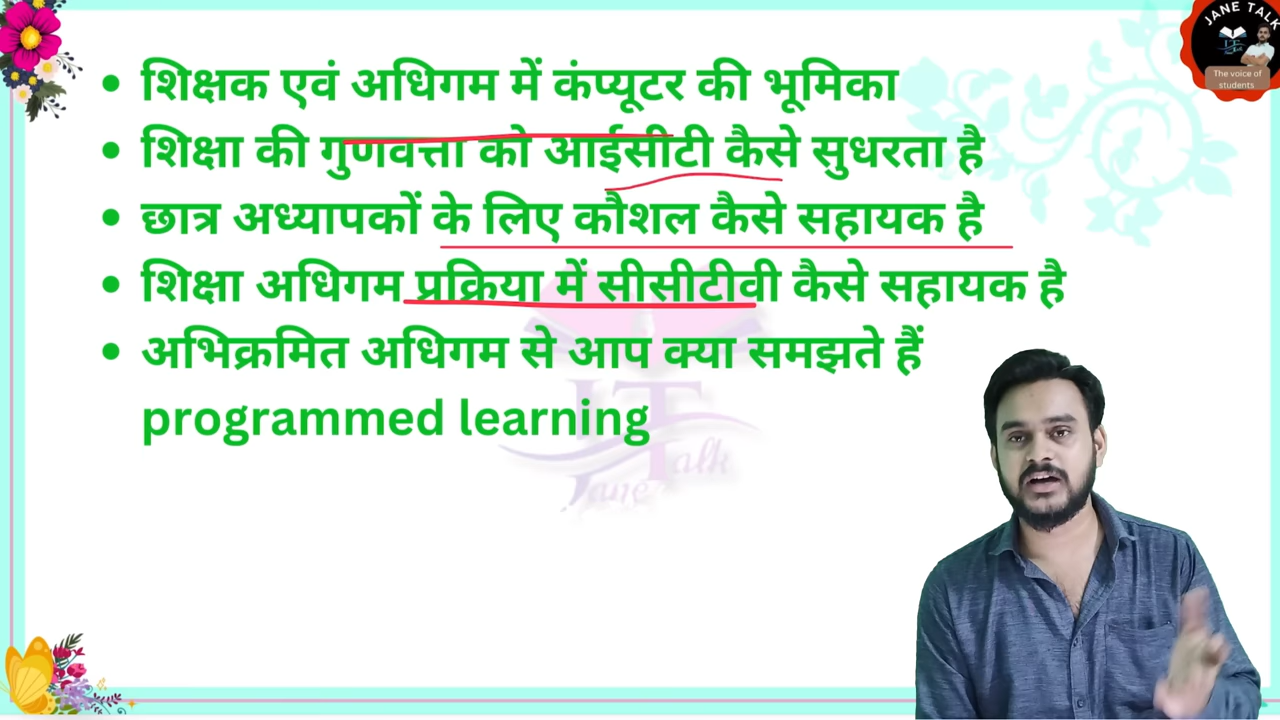 शिक्षक एवं अधिगम में कंप्यूटर की भूमिका
शिक्षा की गुणवत्ता को आईसीटी कैसे सुधरता है
छात्र अध्यापकों के लिए कौशल कैसे सहायक है
शिक्षा अधिगम प्रक्रिया में सीसीटीवी कैसे सहायक है
अभिक्रमित अधिगम से आप क्या समझते हैं
programmed learning
JANE TALK
The voice of
students